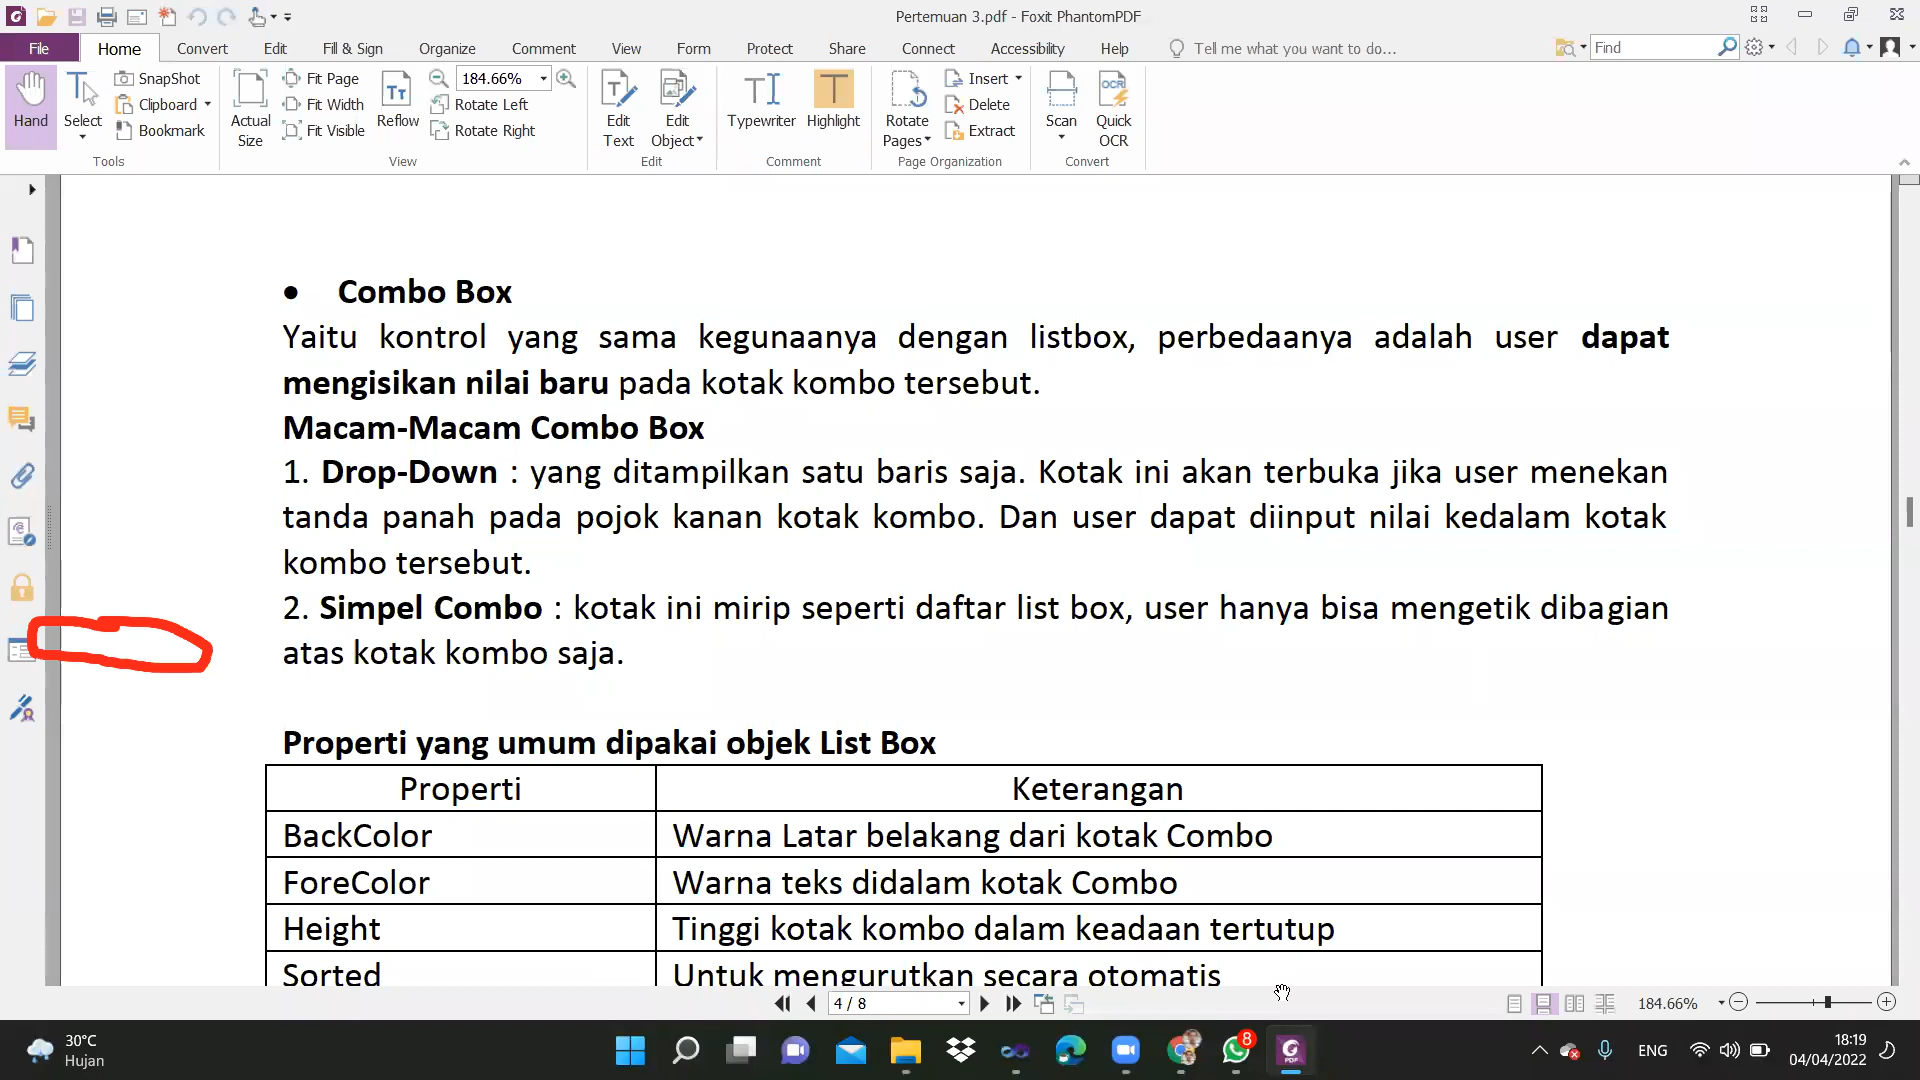 Pertemuan 3.pdf - Foxit PhantomPDF
File Home Convert Edit Fill & Sign Organize Comment View Form Protect Share Connect Accessibility Help Tell me what you want to do... Find
Hand
Select
SnapShot
Clipboard
Bookmark
Tools
Actual Size
Fit Page
Fit Width
Fit Visible
Reflow
184.66%
Rotate Left
Rotate Right
View
Edit Text
Edit Object
Edit
Typewriter
Highlight
Comment
Rotate Pages
Insert
Delete
Extract
Page Organization
Scan
OCR
Quick OCR
Convert
• Combo Box
Yaitu kontrol yang sama kegunaanya dengan listbox, perbedaanya adalah user dapat
mengisikan nilai baru pada kotak kombo tersebut.
Macam-Macam Combo Box
1. Drop-Down : yang ditampilkan satu baris saja. Kotak ini akan terbuka jika user menekan
tanda panah pada pojok kanan kotak kombo. Dan user dapat diinput nilai kedalam kotak
kombo tersebut.
2. Simpel Combo : kotak ini mirip seperti daftar list box, user hanya bisa mengetik dibagian
atas kotak kombo saja.
Properti yang umum dipakai objek List Box
Properti Keterangan
BackColor Warna Latar belakang dari kotak Combo
ForeColor Warna teks didalam kotak Combo
Height Tinggi kotak kombo dalam keadaan tertutup
Sorted Untuk mengurutkan secara otomatis
4 / 8
184.66%
30°C
Hujan
8
PDF
ENG
18:19
04/04/2022